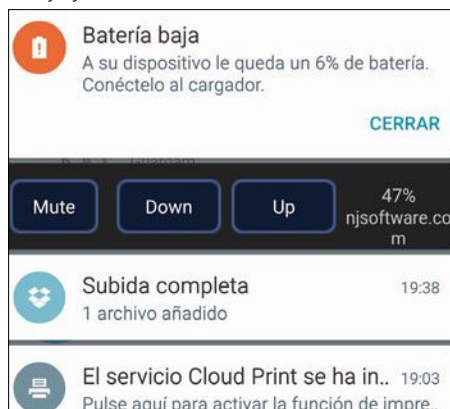 Batería baja
A su dispositivo le queda un 6% de batería.
Conéctelo al cargador.
CERRAR
Mute Down Up 47%
njsoftware.co
m
Subida completa 19:38
1 archivo añadido
El servicio Cloud Print se ha in.. 19:03
Pulse aquí para activar la función de impre..